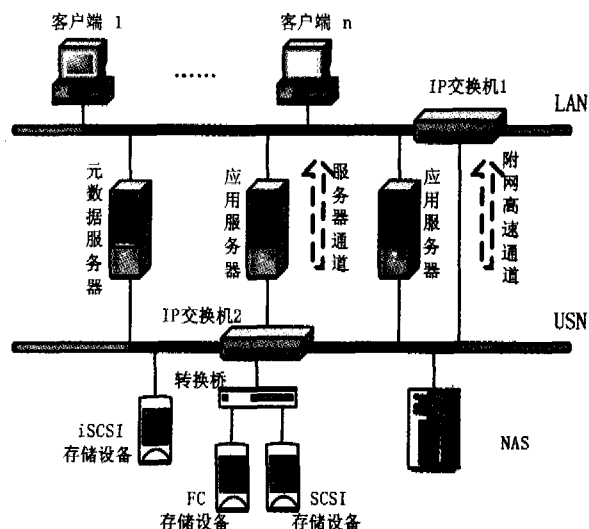 客户端 1
客户端 n
......
IP交换机1
LAN
元数据服务器
应用服务器
服务器通道
应用服务器
附网高速通道
IP交换机2
USN
转换桥
iSCSI
存储设备
NAS
FC
存储设备
SCSI
存储设备